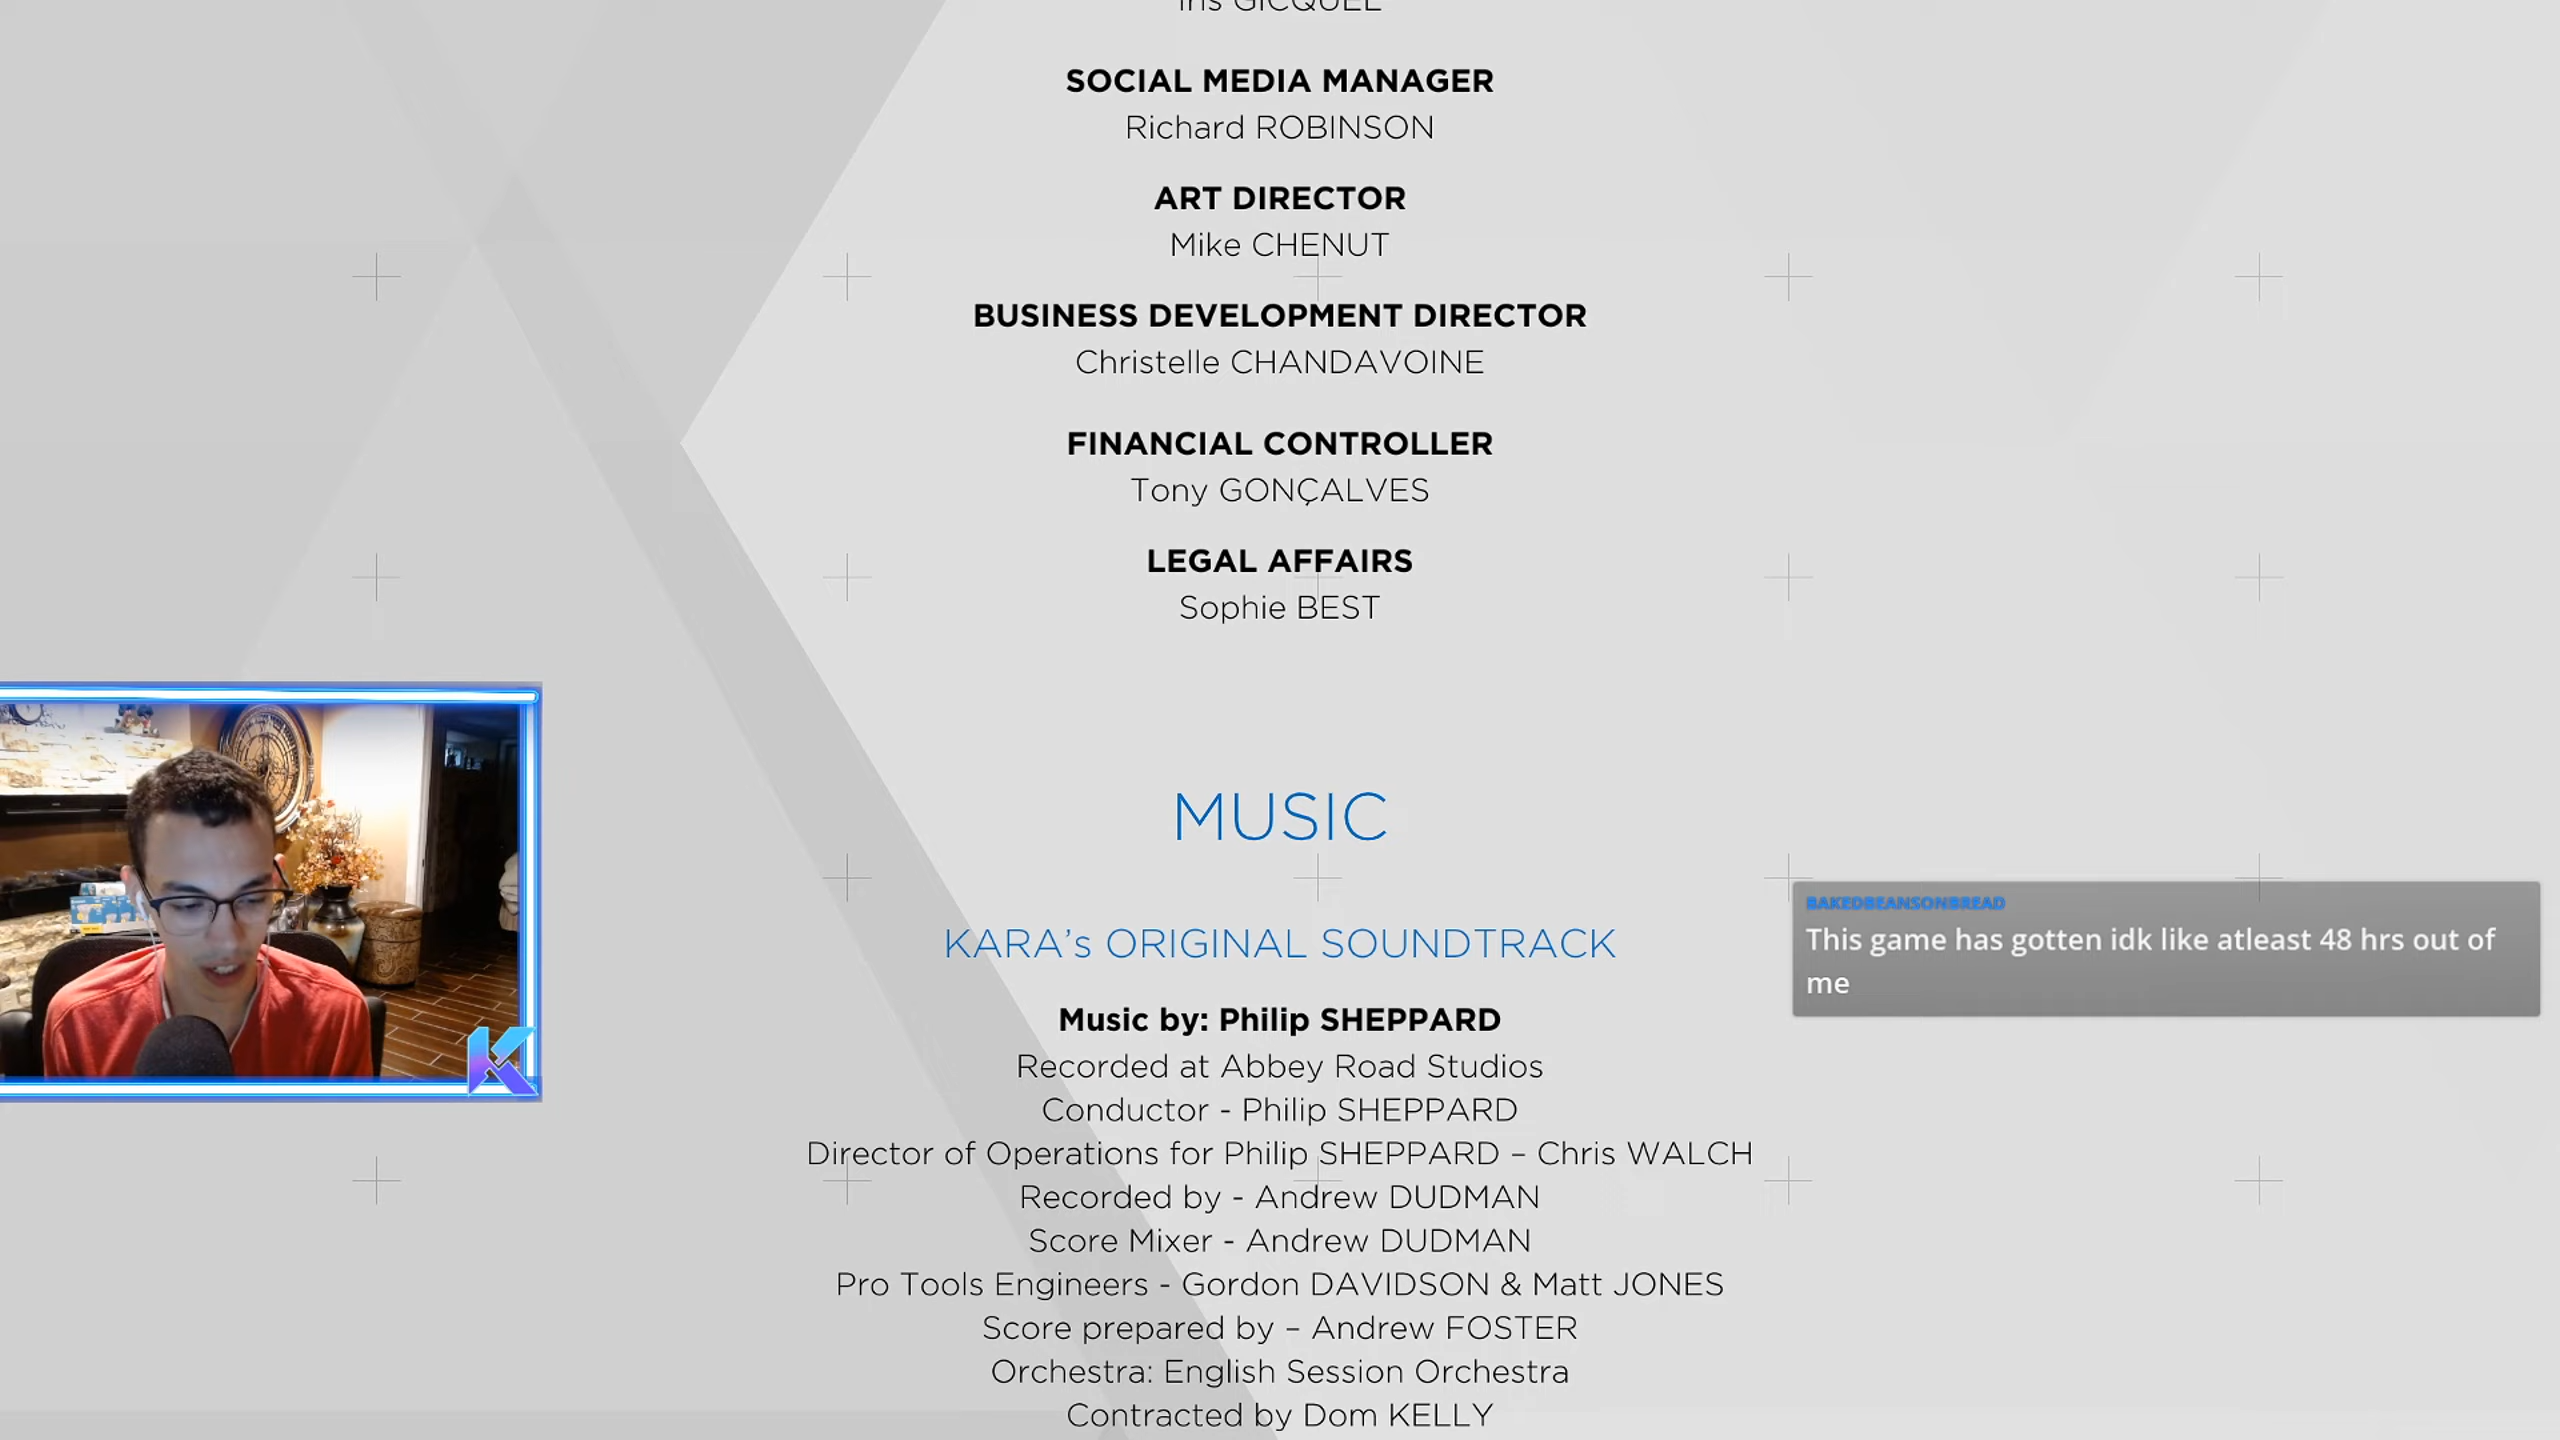 Iris GICQUEL
SOCIAL MEDIA MANAGER
Richard ROBINSON
ART DIRECTOR
Mike CHENUT
BUSINESS DEVELOPMENT DIRECTOR
Christelle CHANDAVOINE
FINANCIAL CONTROLLER
Tony GONÇALVES
LEGAL AFFAIRS
Sophie BEST
MUSIC
KARA’s ORIGINAL SOUNDTRACK
BAKEDBEANSONBREAD
This game has gotten idk like atleast 48 hrs out of
me
Music by: Philip SHEPPARD
Recorded at Abbey Road Studios
Conductor - Philip SHEPPARD
Director of Operations for Philip SHEPPARD – Chris WALCH
Recorded by - Andrew DUDMAN
Score Mixer - Andrew DUDMAN
Pro Tools Engineers - Gordon DAVIDSON & Matt JONES
Score prepared by – Andrew FOSTER
Orchestra: English Session Orchestra
Contracted by Dom KELLY